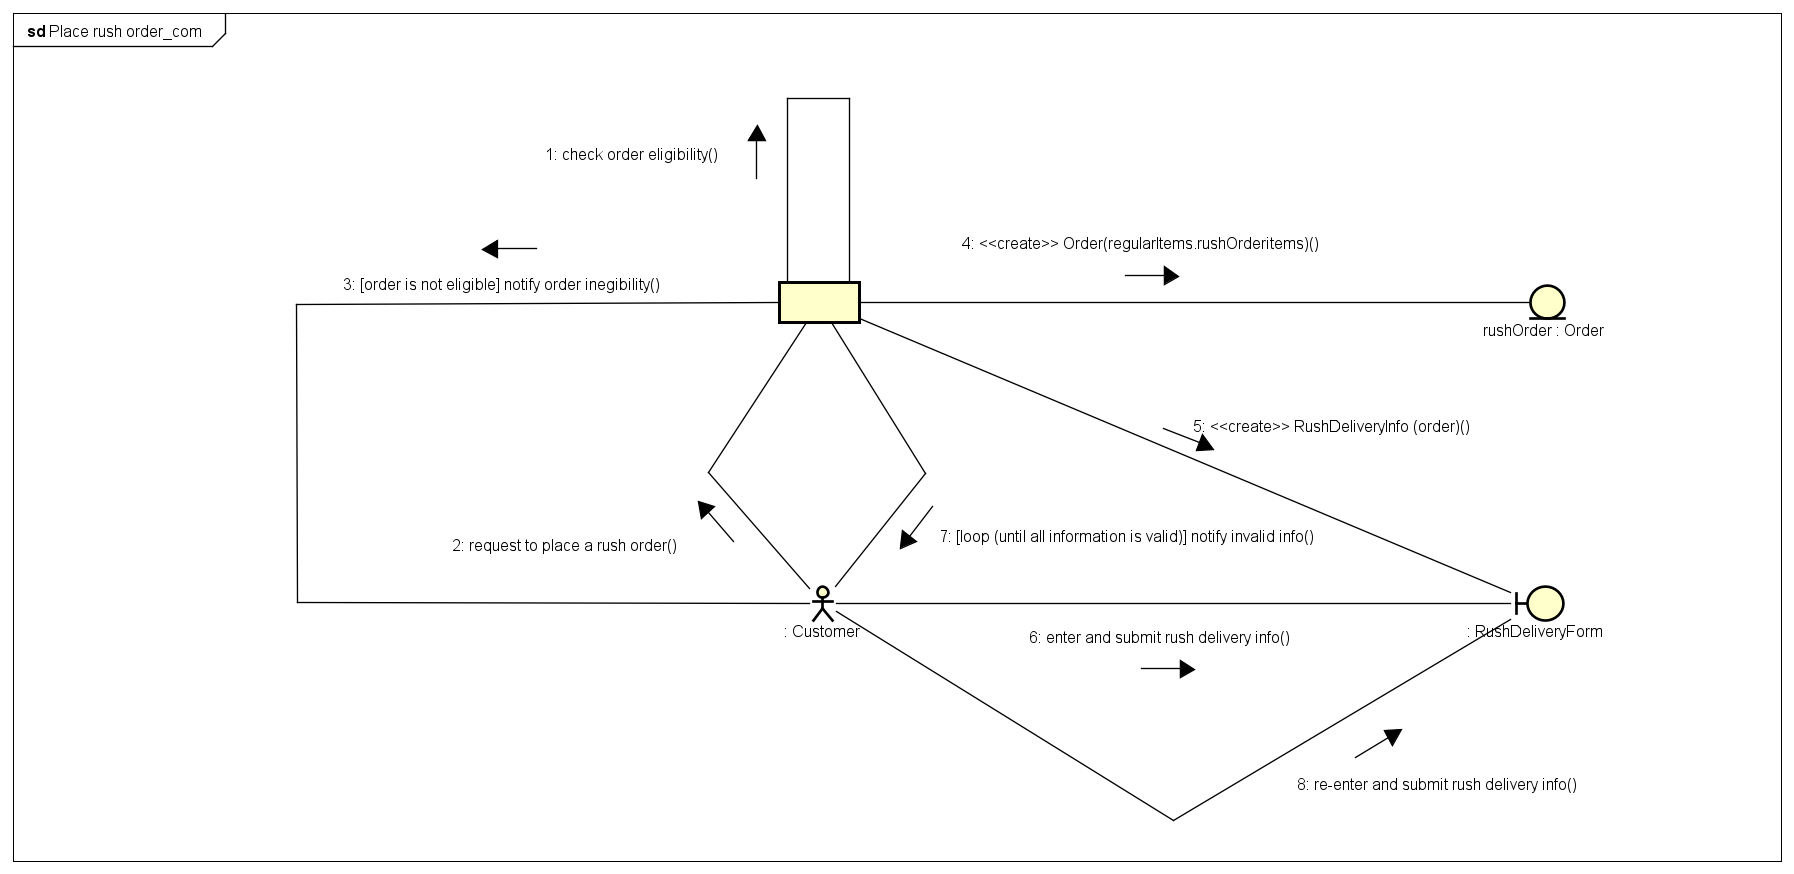 sd Place rush order_com
1: check order eligibility()
4: <<create>> Order(regularItems.rushOrderitems)()
3: [order is not eligible] notify order inegibility()
rushOrder : Order
5: <<create>> RushDeliveryInfo (order)()
7: [loop (until all information is valid)] notify invalid info()
2: request to place a rush order()
: Customer
: RushDeliveryForm
6: enter and submit rush delivery info()
8: re-enter and submit rush delivery info()